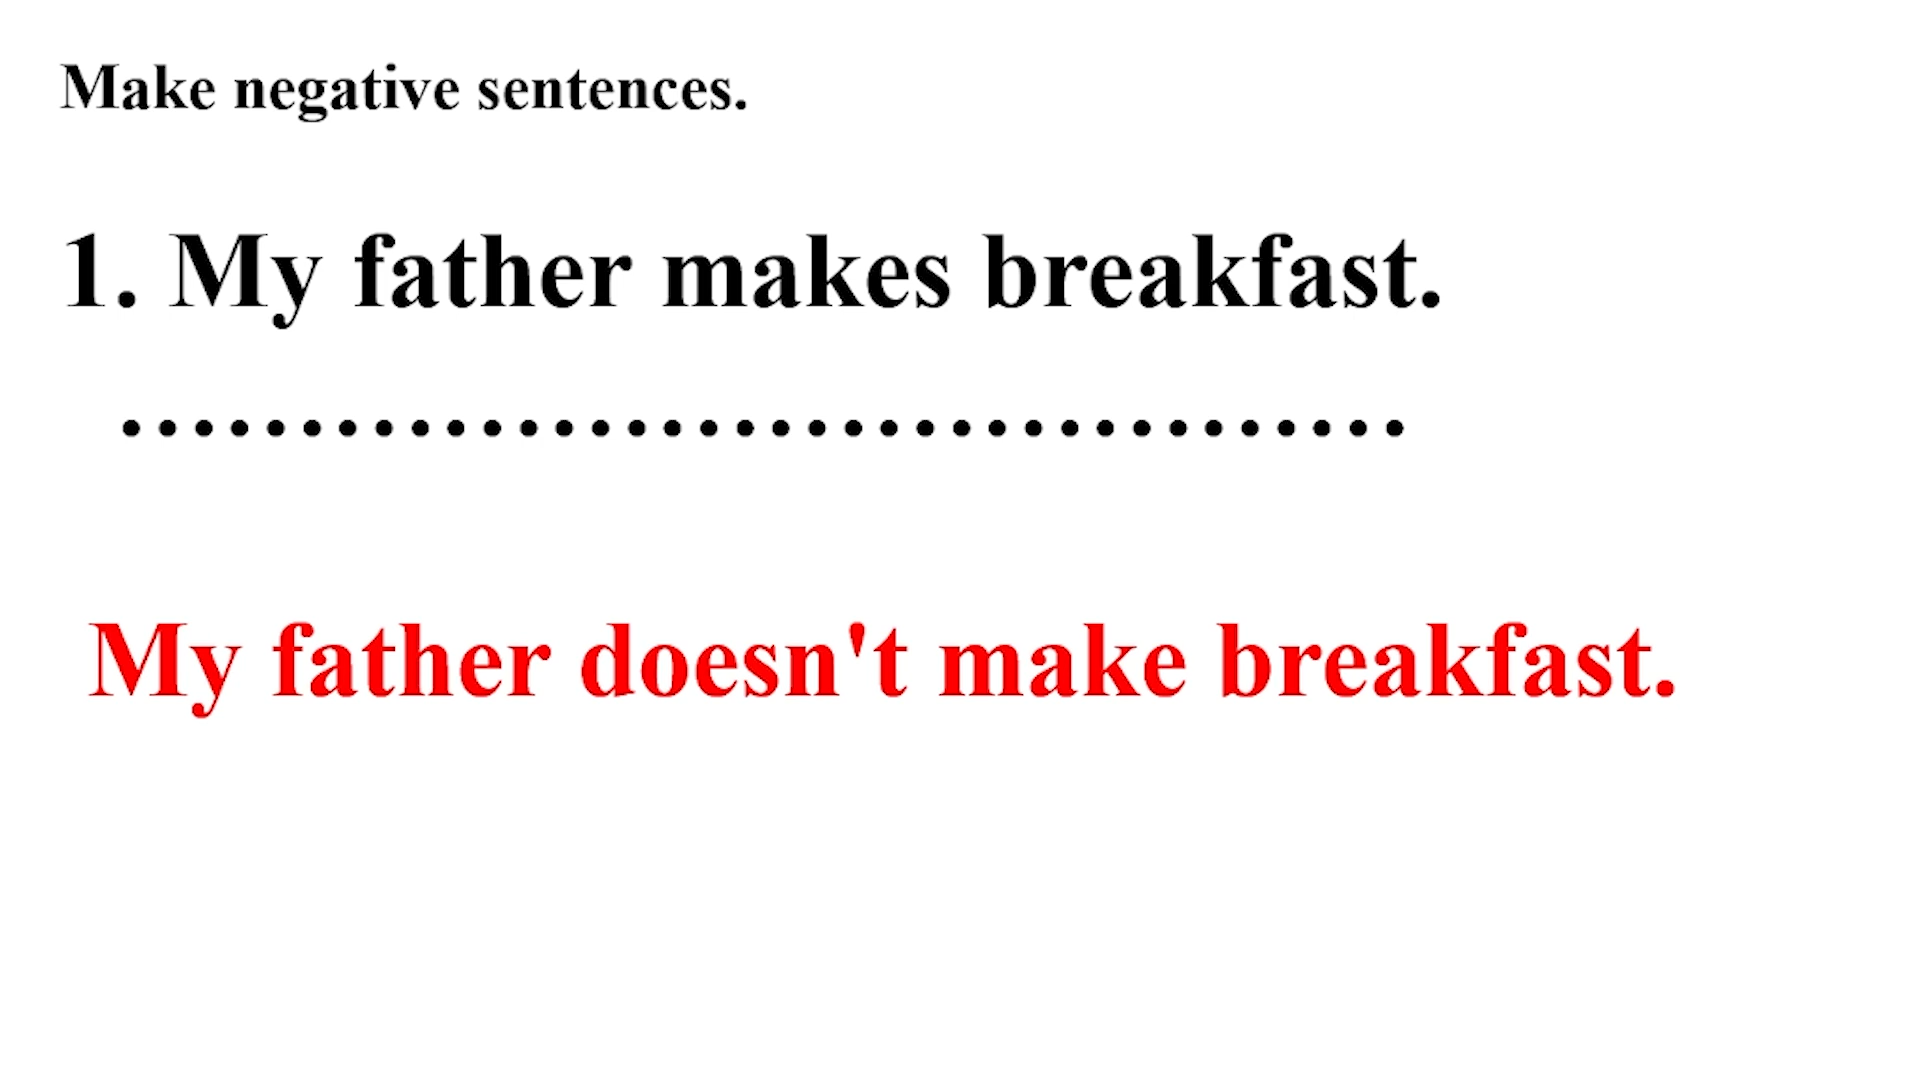 Make negative sentences.
1. My father makes breakfast.
....................................
My father doesn't make breakfast.